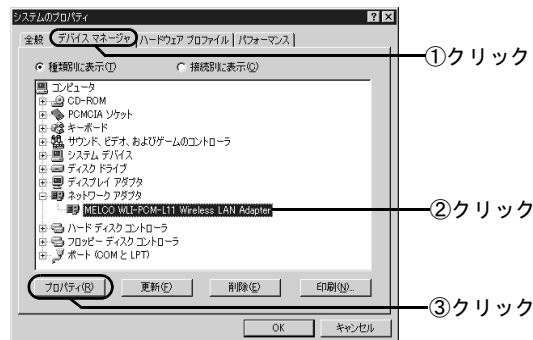 システムのプロパティ
全般 デバイス マネージャ ハードウェア プロファイル パフォーマンス
①クリック
種類別に表示(T) 接続別に表示(C)
コンピュータ
CD-ROM
PCMCIA ソケット
キーボード
サウンド、ビデオ、およびゲームのコントローラ
システム デバイス
ディスク ドライブ
ディスプレイ アダプタ
ネットワーク アダプタ
MELCO WLI-PCM-L11 Wireless LAN Adapter
②クリック
ハード ディスク コントローラ
フロッピー ディスク コントローラ
ポート (COM と LPT)
プロパティ(R) 更新(F) 削除(E) 印刷(N)...
③クリック
OK キャンセル